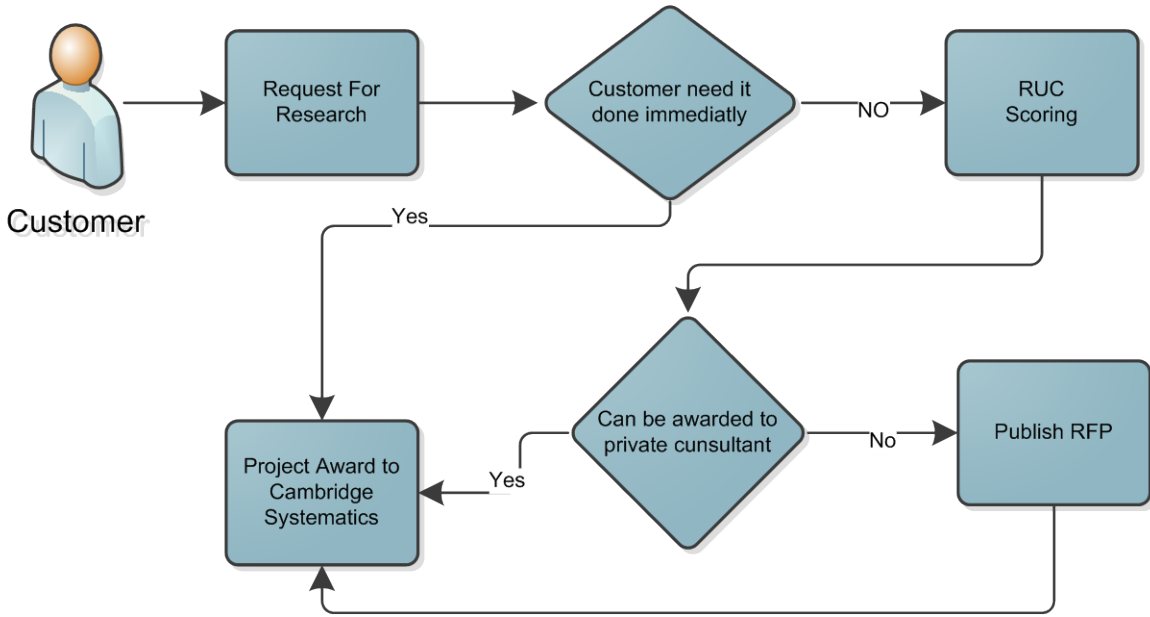 Request For
Research
Customer need it
done immediatly
NO
RUC
Scoring
Customer
Yes
Can be awarded to
private cunsultant
No
Publish RFP
Yes
Project Award to
Cambridge
Systematics